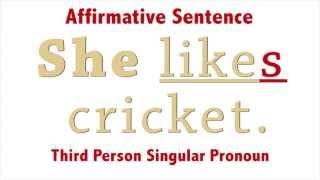 Affirmative Sentence
She likes
cricket.
Third Person Singular Pronoun